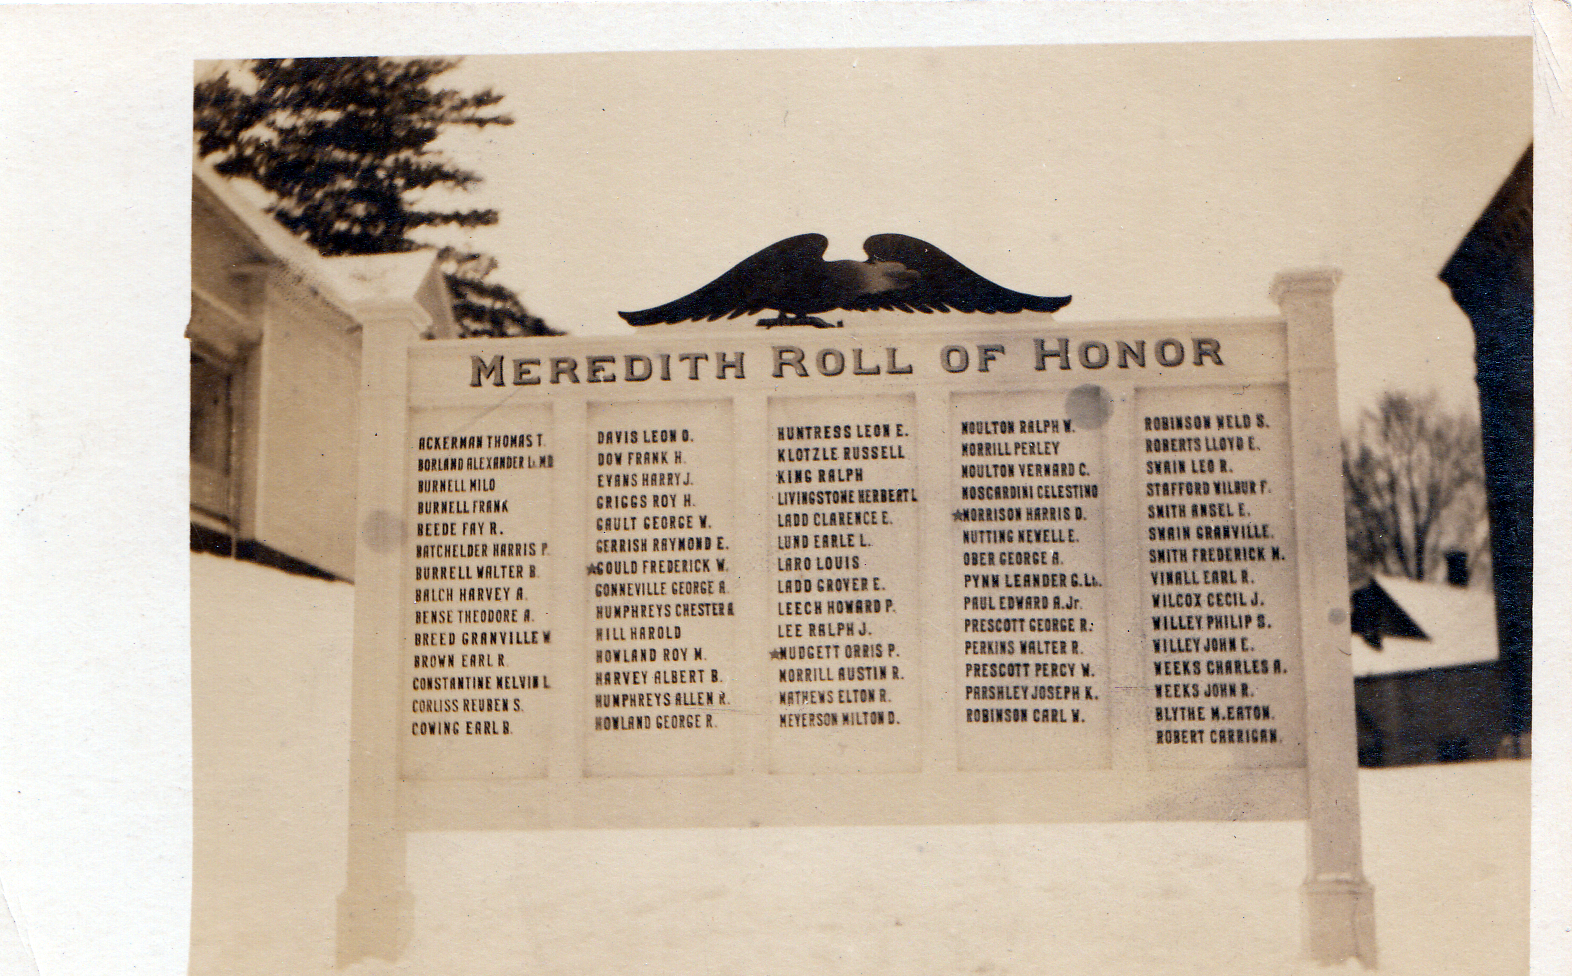 MEREDITH ROLL OF HONOR
ACKERMAN THOMAS T.
BORLAND ALEXANDER Lt. MD
BURNELL MILO
BURNELL FRANK
BEEDE FAY R.
BATCHELDER HARRIS P.
BURRELL WALTER B.
BALCH HARVEY A.
BENSE THEODORE A.
BREED GRANVILLE W
BROWN EARL R.
CONSTANTINE MELVIN L
CORLISS REUBEN S.
COWING EARL B.
DAVIS LEON O.
DOW FRANK H.
EVANS HARRY J.
GRIGGS ROY H.
GAULT GEORGE W.
GERRISH RAYMOND E.
★GOULD FREDERICK W.
GONNEVILLE GEORGE A.
HUMPHREYS CHESTER A
HILL HAROLD
HOWLAND ROY M.
HARVEY ALBERT B.
HUMPHREYS ALLEN R.
HOWLAND GEORGE R.
HUNTRESS LEON E.
KLOTZLE RUSSELL
KING RALPH
LIVINGSTONE HERBERT L
LADD CLARENCE E.
LUND EARLE L.
LARO LOUIS
LADD GROVER E.
LEECH HOWARD P.
LEE RALPH J.
★MUDGETT ORRIS P.
MORRILL AUSTIN R.
MATHEWS ELTON R.
MEYERSON MILTON D.
MOULTON RALPH W.
MORRILL PERLEY
MOULTON VERNARD C.
MOSCARDINI CELESTINO
★MORRISON HARRIS D.
NUTTING NEWELL E.
OBER GEORGE A.
PYNN LEANDER G. Lt.
PAUL EDWARD A. Jr.
PRESCOTT GEORGE R.
PERKINS WALTER R.
PRESCOTT PERCY W.
PARSHLEY JOSEPH K.
ROBINSON CARL W.
ROBINSON WELD S.
ROBERTS LLOYD E.
SWAIN LEO R.
STAFFORD WILBUR F.
SMITH ANSEL E.
SWAIN GRANVILLE.
SMITH FREDERICK M.
VINALL EARL R.
WILCOX CECIL J.
WILLEY PHILIP S.
WILLEY JOHN E.
WEEKS CHARLES A.
WEEKS JOHN R.
BLYTHE M. EATON.
ROBERT CARRIGAN.